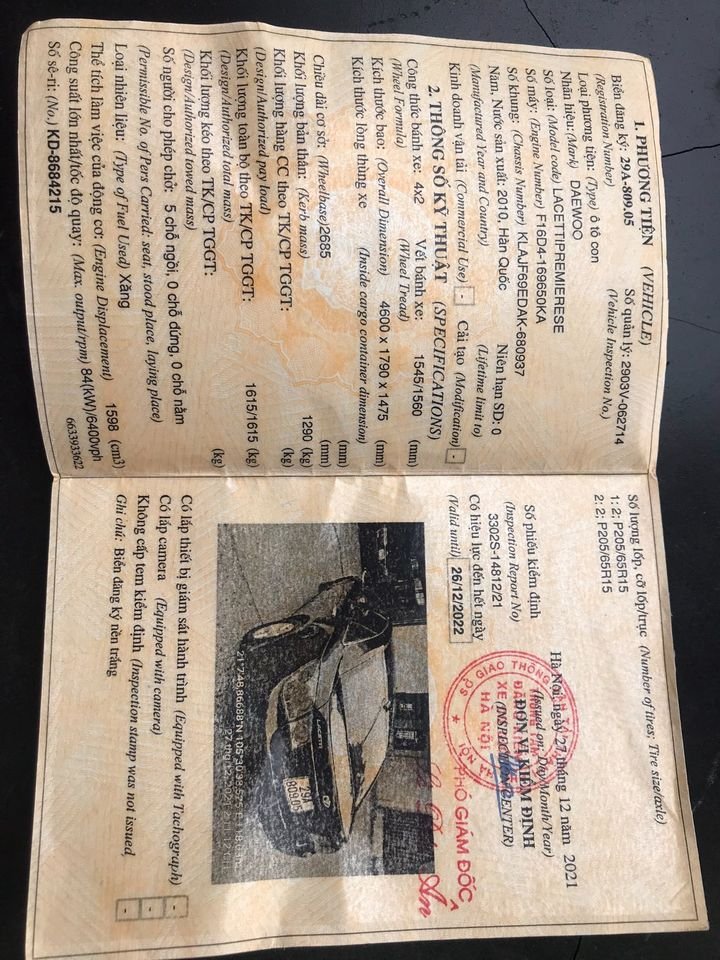 1. PHƯƠNG TIỆN (VEHICLE)
Biển đăng ký: 29A-809.05 Số quản lý: 2903V-062714
(Registration Number) (Vehicle Inspection No.)
Loại phương tiện: (Type) ô tô con
Nhãn hiệu: (Mark) DAEWOO
Số loại: (Model code) LACETTIPREMIERESE
Số máy: (Engine Number) F16D4-169650KA
Số khung: (Chassis Number) KLAJF69EDAK-680937
Năm, Nước sản xuất: 2010, Hàn Quốc Niên hạn SD: 0
(Manufactured Year and Country) (Lifetime limit to)
Kinh doanh vận tải (Commercial Use) - Cải tạo (Modification) -
2. THÔNG SỐ KỸ THUẬT (SPECIFICATIONS)
Công thức bánh xe: 4x2 Vết bánh xe: 1545/1560 (mm)
(Wheel Formula) (Wheel Tread)
Kích thước bao: (Overall Dimension) 4600 x 1790 x 1475 (mm)
Kích thước lòng thùng xe (Inside cargo container dimension)
(mm)
Chiều dài cơ sở: (Wheelbase) 2685 (mm)
Khối lượng bản thân: (Kerb mass) 1290 (kg)
Khối lượng hàng CC theo TK/CP TGGT: (kg)
(Design/Authorized pay load)
Khối lượng toàn bộ theo TK/CP TGGT: 1615/1615 (kg)
(Design/Authorized total mass)
Khối lượng kéo theo TK/CP TGGT: (kg)
(Design/Authorized towed mass)
Số người cho phép chở: 5 chỗ ngồi, 0 chỗ đứng, 0 chỗ nằm
(Permissible No. of Pers Carried: seat, stood place, laying place)
Loại nhiên liệu: (Type of Fuel Used) Xăng
Thể tích làm việc của động cơ: (Engine Displacement) 1598 (cm3)
Công suất lớn nhất/tốc độ quay: (Max. output/rpm) 84(kW)/6400vph
Số sê-ri: (No.) KD-8684215 6633933622
Số lượng lốp, cỡ lốp/trục (Number of tires; Tire size/axle)
1: 2; P205/65R15
2: 2; P205/65R15
Hà Nội, ngày 27 tháng 12 năm 2021
(Issued on: Day/Month/Year)
Số phiếu kiểm định ĐƠN VỊ KIỂM ĐỊNH
(Inspection Report No) (INSPECTION CENTER)
3302S-14812/21
Có hiệu lực đến hết ngày
(Valid until) 26/12/2022
SỞ GIAO THÔNG
HÀ NỘI
PHÓ GIÁM ĐỐC
LACETTI
29A
80905
Có lắp thiết bị giám sát hành trình (Equipped with Tachograph) -
Có lắp camera (Equipped with camera) -
Không cấp tem kiểm định (Inspection stamp was not issued) -
Ghi chú: Biển đăng ký nền trắng